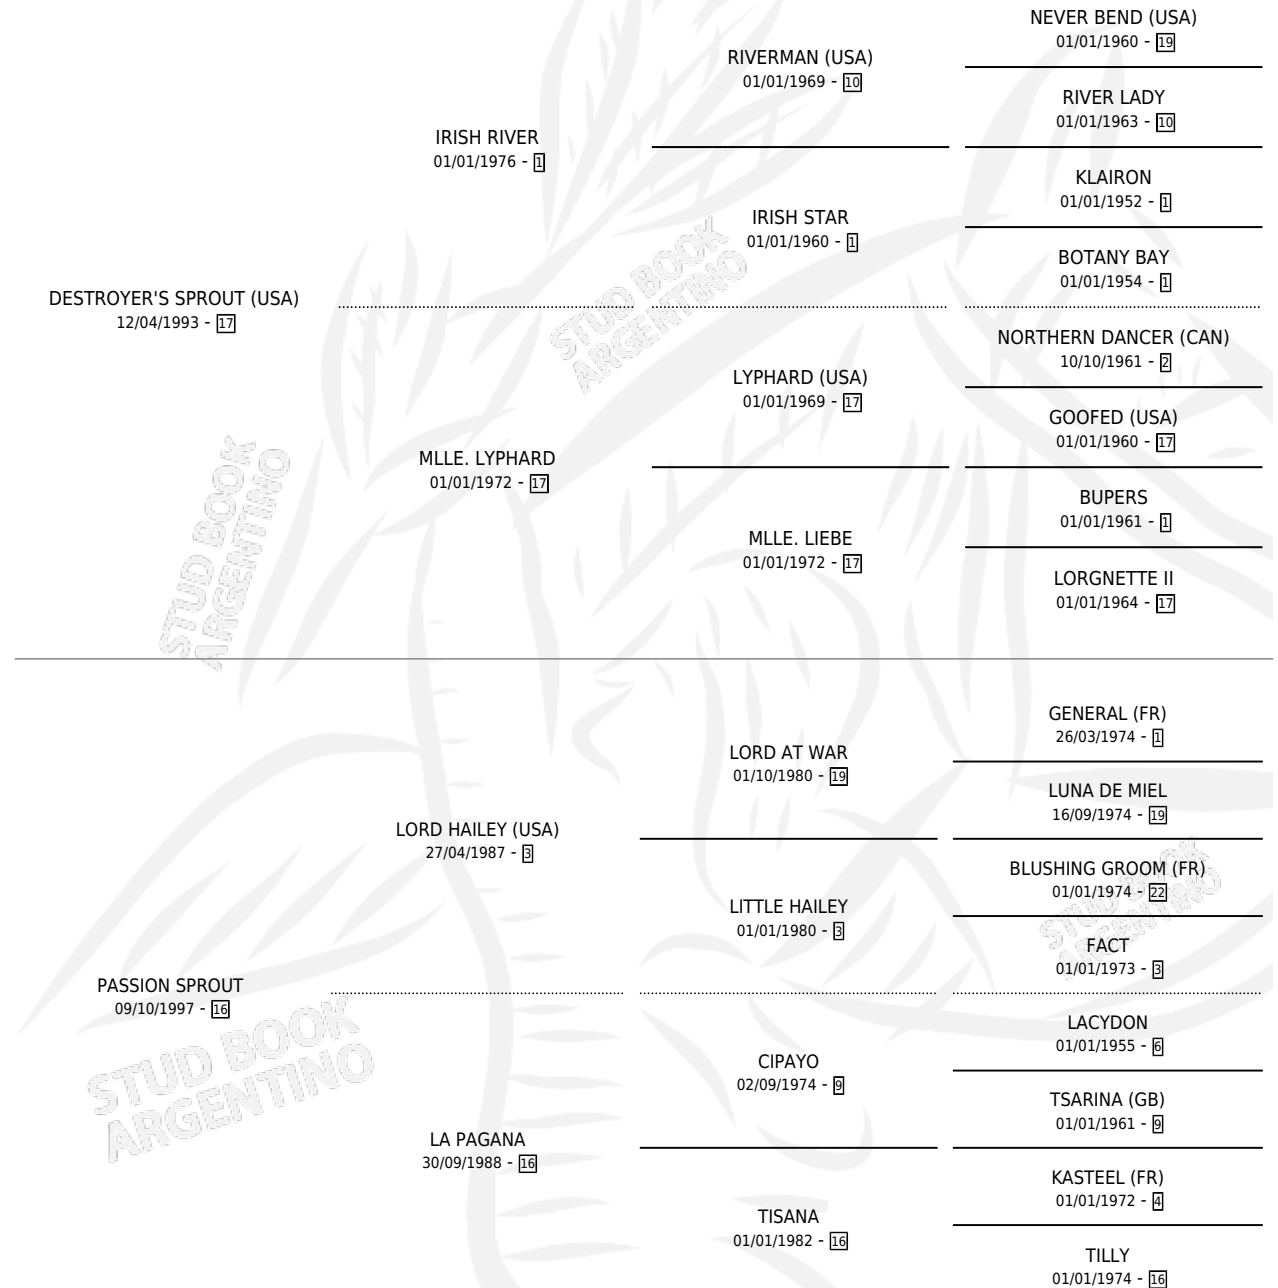 NEVER BEND (USA)
01/01/1960 - 19
RIVERMAN (USA)
01/01/1969 - 10
RIVER LADY
01/01/1963 - 10
IRISH RIVER
01/01/1976 - 1
KLAIRON
01/01/1952 - 1
IRISH STAR
01/01/1960 - 1
BOTANY BAY
01/01/1954 - 1
DESTROYER'S SPROUT (USA)
12/04/1993 - 17
STUD BOOK
ARGENTINO
NORTHERN DANCER (CAN)
10/10/1961 - 2
LYPHARD (USA)
01/01/1969 - 17
GOOFED (USA)
01/01/1960 - 17
MLLE. LYPHARD
01/01/1972 - 17
BUPERS
01/01/1961 - 1
MLLE. LIEBE
01/01/1972 - 17
LORGNETTE II
01/01/1964 - 17
STUD BOOK
ARGENTINO
GENERAL (FR)
26/03/1974 - 1
LORD AT WAR
01/10/1980 - 19
LUNA DE MIEL
16/09/1974 - 19
LORD HAILEY (USA)
27/04/1987 - 3
BLUSHING GROOM (FR)
01/01/1974 - 22
LITTLE HAILEY
01/01/1980 - 3
STUD BOOK
ARGENTINO
FACT
01/01/1973 - 3
PASSION SPROUT
09/10/1997 - 16
STUD BOOK
ARGENTINO
LACYDON
01/01/1955 - 6
CIPAYO
02/09/1974 - 9
TSARINA (GB)
01/01/1961 - 9
LA PAGANA
30/09/1988 - 16
KASTEEL (FR)
01/01/1972 - 4
TISANA
01/01/1982 - 16
TILLY
01/01/1974 - 16